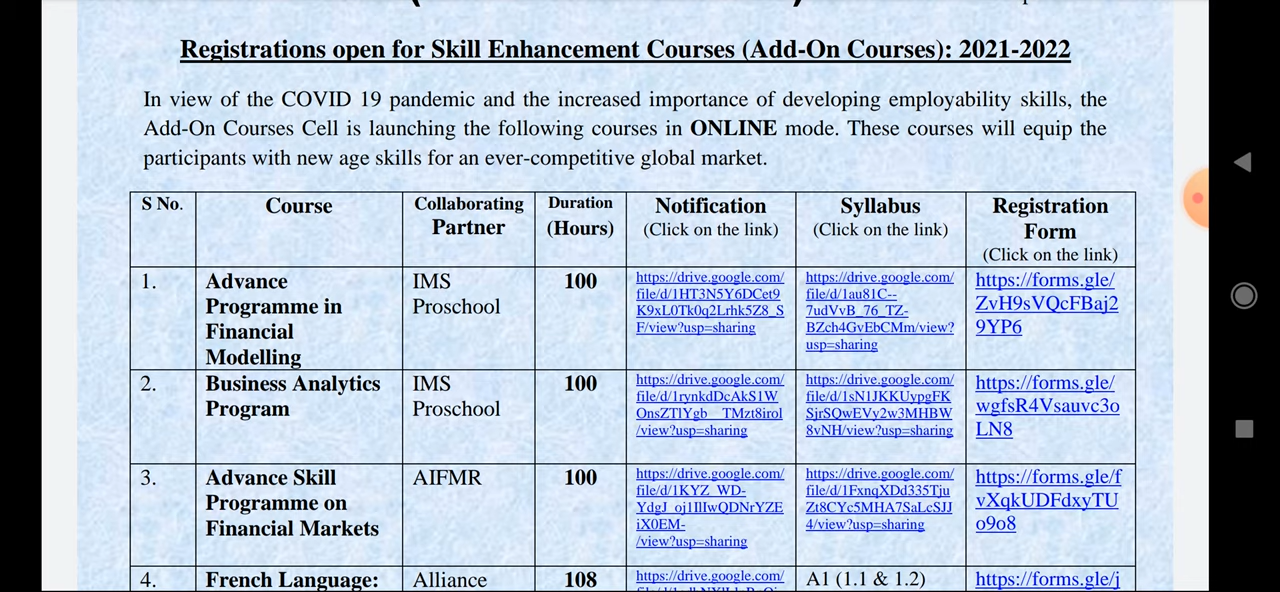 Registrations open for Skill Enhancement Courses (Add-On Courses): 2021-2022
In view of the COVID 19 pandemic and the increased importance of developing employability skills, the
Add-On Courses Cell is launching the following courses in ONLINE mode. These courses will equip the
participants with new age skills for an ever-competitive global market.
S No.
Course
Collaborating
Partner
Duration
(Hours)
Notification
(Click on the link)
Syllabus
(Click on the link)
Registration
Form
(Click on the link)
1.
Advance
Programme in
Financial
Modelling
IMS
Proschool
100
https://drive.google.com/
file/d/1HT3N5Y6DCet9
K9xL0Tk0q2Lrhk5Z8_S
F/view?usp=sharing
https://drive.google.com/
file/d/1au81C--
7udVvB_76_TZ-
BZch4GvEbCMm/view?
usp=sharing
https://forms.gle/
ZvH9sVQcFBaj2
9YP6
2.
Business Analytics
Program
IMS
Proschool
100
https://drive.google.com/
file/d/1rynkdDcAkS1W
OnsZTlYgb__TMzt8irol
/view?usp=sharing
https://drive.google.com/
file/d/1sN1JKKUypgFK
SjrSQwEVy2w3MHBW
8vNH/view?usp=sharing
https://forms.gle/
wgfsR4Vsauvc3o
LN8
3.
Advance Skill
Programme on
Financial Markets
AIFMR
100
https://drive.google.com/
file/d/1KYZ_WD-
YdgJ_oj1IlIwQDNrYZE
iX0EM-
/view?usp=sharing
https://drive.google.com/
file/d/1FxnqXDd335Tju
Zt8CYc5MHA7SaLcSJJ
4/view?usp=sharing
https://forms.gle/f
vXqkUDFdxyTU
o9o8
4.
French Language:
Alliance
108
https://drive.google.com/
A1 (1.1 & 1.2)
https://forms.gle/j